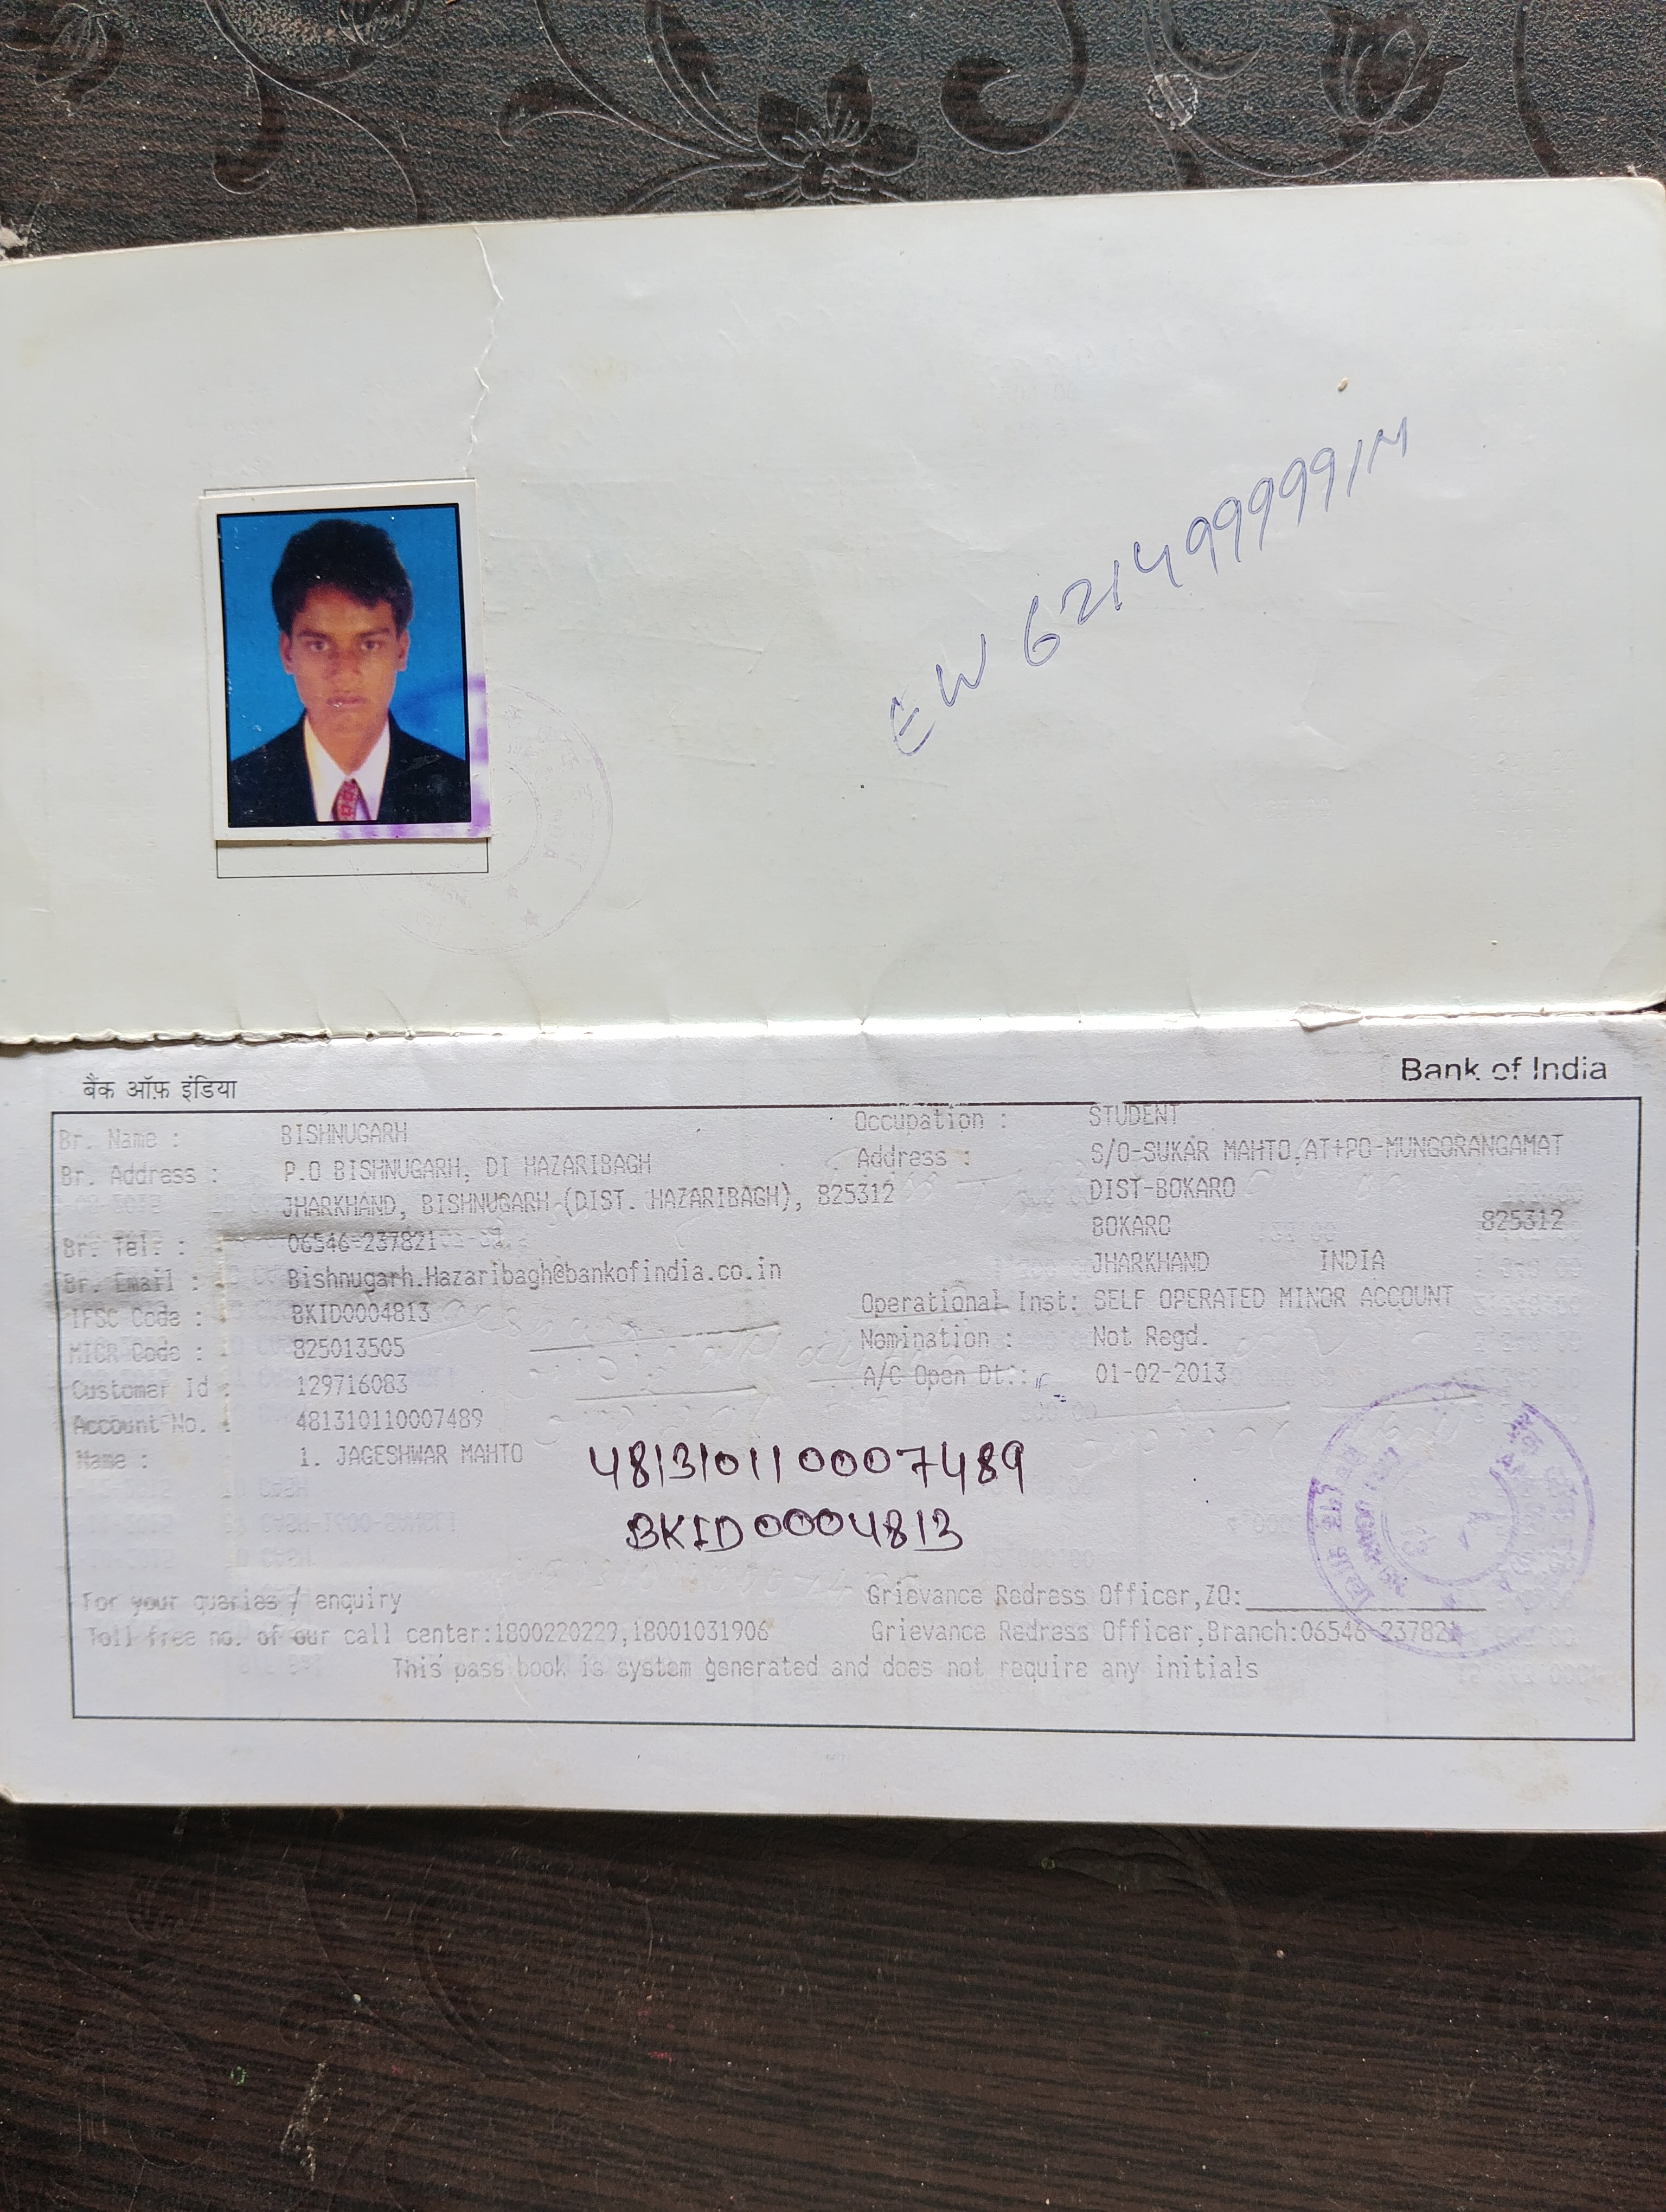 EW 6214999991M
बैंक ऑफ़ इंडिया
Bank of India
Br. Name : BISHNUGARH
Br. Address : P.O BISHNUGARH, DI HAZARIBAGH
JHARKHAND, BISHNUGARH (DIST. HAZARIBAGH), 825312
Br. Tel. : 06546-237821
Br. Email : Bishnugarh.Hazaribagh@bankofindia.co.in
IFSC Code : BKID0004813
MICR Code : 825013505
Customer Id : 129716083
Account No. : 481310110007489
Name : 1. JAGESHWAR MAHTO
Occupation : STUDENT
Address : S/O-SUKAR MAHTO,AT+PO-MUNGORANGAMAT
DIST-BOKARO
BOKARO 825312
JHARKHAND INDIA
Operational Inst: SELF OPERATED MINOR ACCOUNT
Nomination : Not Regd.
A/C Open Dt:: 01-02-2013
481310110007489
BKID0004813
For your queries / enquiry
Toll free no. of our call center:1800220229,18001031906
Grievance Redress Officer,ZO:
Grievance Redress Officer,Branch:06546-237821
This pass book is system generated and does not require any initials